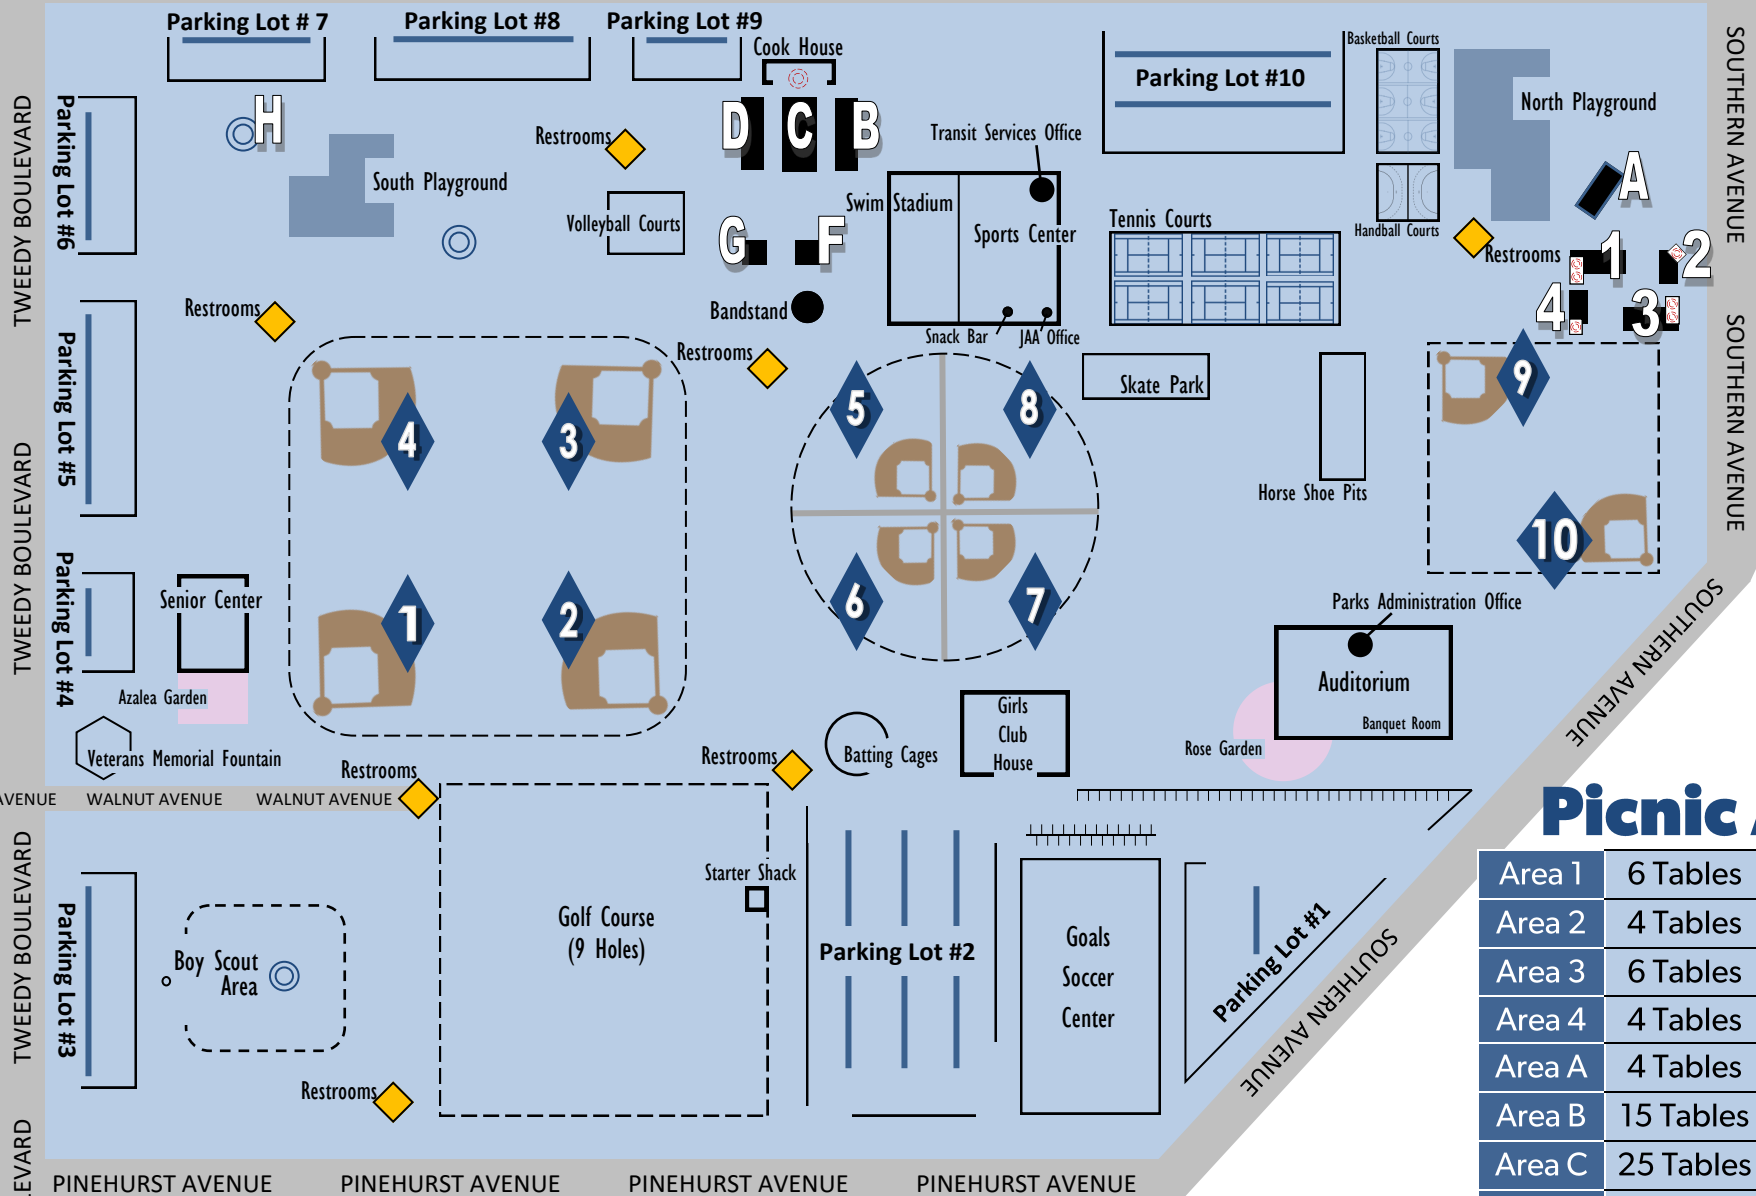 Parking Lot # 7
Parking Lot #8
Parking Lot #9
Cook House
Parking Lot #10
Basketball Courts
North Playground
SOUTHERN AVENUE
SOUTHERN AVENUE
TWEEDY BOULEVARD
TWEEDY BOULEVARD
Parking Lot #6
H
Restrooms
D
C
B
Transit Services Office
South Playground
Swim Stadium
Sports Center
Volleyball Courts
G
F
Tennis Courts
Handball Courts
A
Restrooms
1
2
4
3
Bandstand
Snack Bar
JAA Office
Restrooms
Restrooms
Parking Lot #5
Skate Park
Horse Shoe Pits
4
3
5
8
9
10
1
2
6
7
Parking Lot #4
Senior Center
Azalea Garden
Veterans Memorial Fountain
Parks Administration Office
Auditorium
Banquet Room
Rose Garden
SOUTHERN AVENUE
Girls
Club
House
Batting Cages
Restrooms
Restrooms
AVENUE
WALNUT AVENUE
WALNUT AVENUE
TWEEDY BOULEVARD
Parking Lot #3
Boy Scout
Area
Golf Course
(9 Holes)
Starter Shack
Parking Lot #2
Goals
Soccer
Center
Parking Lot #1
SOUTHERN AVENUE
Restrooms
EVARD
PINEHURST AVENUE
PINEHURST AVENUE
PINEHURST AVENUE
PINEHURST AVENUE
Picnic A
Area 1 6 Tables
Area 2 4 Tables
Area 3 6 Tables
Area 4 4 Tables
Area A 4 Tables
Area B 15 Tables
Area C 25 Tables